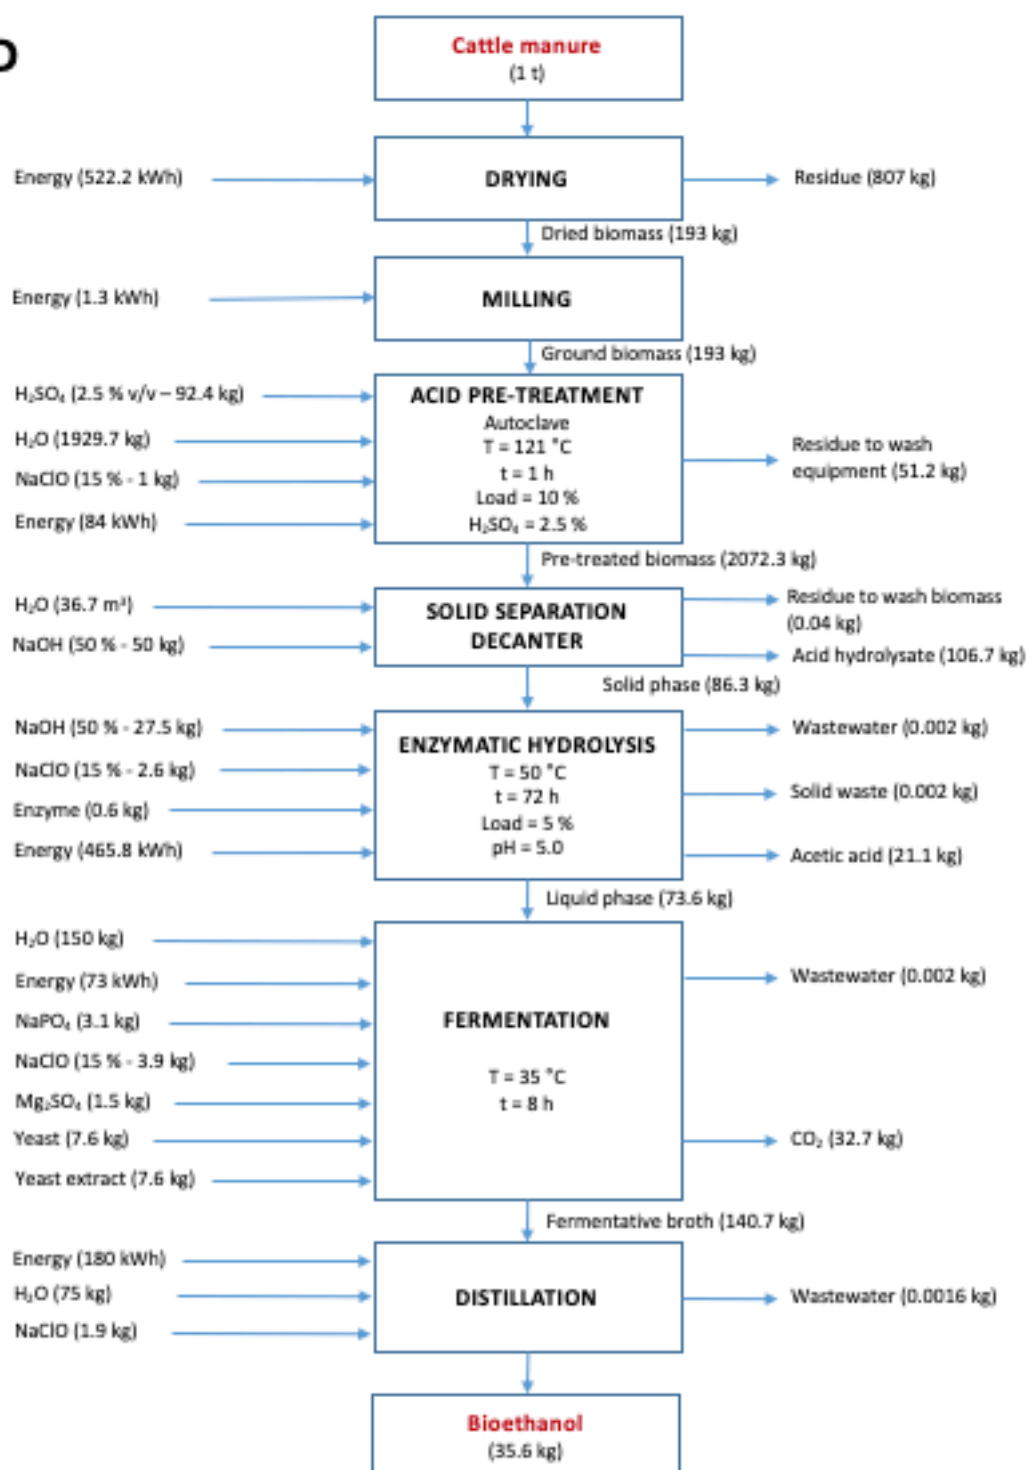 D
Cattle manure
(1 t)
Energy (522.2 kWh)
DRYING
Residue (807 kg)
Dried biomass (193 kg)
Energy (1.3 kWh)
MILLING
Ground biomass (193 kg)
H₂SO₄ (2.5 % v/v – 92.4 kg)
H₂O (1929.7 kg)
NaClO (15 % - 1 kg)
Energy (84 kWh)
ACID PRE-TREATMENT
Autoclave
T = 121 °C
t = 1 h
Load = 10 %
H₂SO₄ = 2.5 %
Residue to wash
equipment (51.2 kg)
Pre-treated biomass (2072.3 kg)
H₂O (36.7 m³)
NaOH (50 % - 50 kg)
SOLID SEPARATION
DECANTER
Residue to wash biomass
(0.04 kg)
Acid hydrolysate (106.7 kg)
Solid phase (86.3 kg)
NaOH (50 % - 27.5 kg)
NaClO (15 % - 2.6 kg)
Enzyme (0.6 kg)
Energy (465.8 kWh)
ENZYMATIC HYDROLYSIS
T = 50 °C
t = 72 h
Load = 5 %
pH = 5.0
Wastewater (0.002 kg)
Solid waste (0.002 kg)
Acetic acid (21.1 kg)
Liquid phase (73.6 kg)
H₂O (150 kg)
Energy (73 kWh)
NaPO₄ (3.1 kg)
NaClO (15 % - 3.9 kg)
Mg₂SO₄ (1.5 kg)
Yeast (7.6 kg)
Yeast extract (7.6 kg)
FERMENTATION
T = 35 °C
t = 8 h
Wastewater (0.002 kg)
CO₂ (32.7 kg)
Fermentative broth (140.7 kg)
Energy (180 kWh)
H₂O (75 kg)
NaClO (1.9 kg)
DISTILLATION
Wastewater (0.0016 kg)
Bioethanol
(35.6 kg)